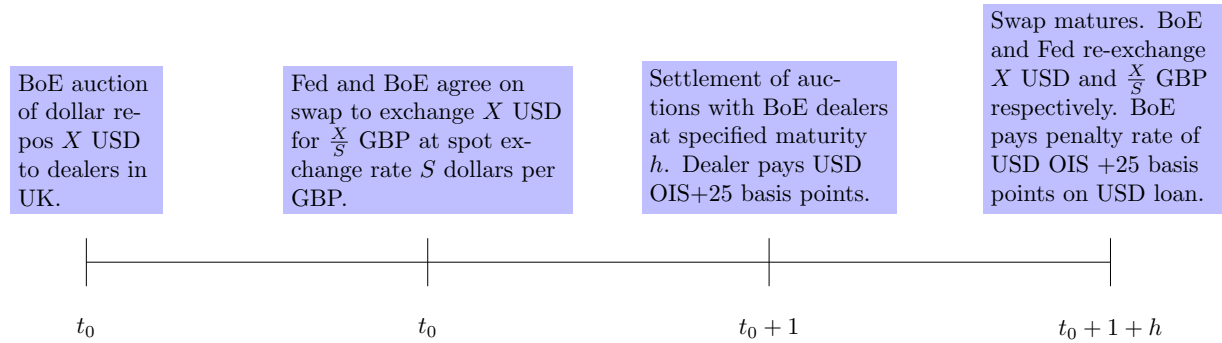 BoE auction
of dollar re-
pos X USD
to dealers in
UK.
Fed and BoE agree on
swap to exchange X USD
for X/S GBP at spot ex-
change rate S dollars per
GBP.
Settlement of auc-
tions with BoE dealers
at specified maturity
h. Dealer pays USD
OIS+25 basis points.
Swap matures. BoE
and Fed re-exchange
X USD and X/S GBP
respectively. BoE
pays penalty rate of
USD OIS +25 basis
points on USD loan.
t₀
t₀
t₀ + 1
t₀ + 1 + h